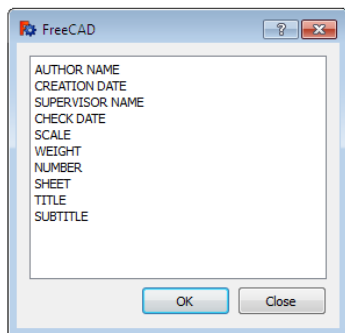 FreeCAD
?
AUTHOR NAME
CREATION DATE
SUPERVISOR NAME
CHECK DATE
SCALE
WEIGHT
NUMBER
SHEET
TITLE
SUBTITLE
OK
Close